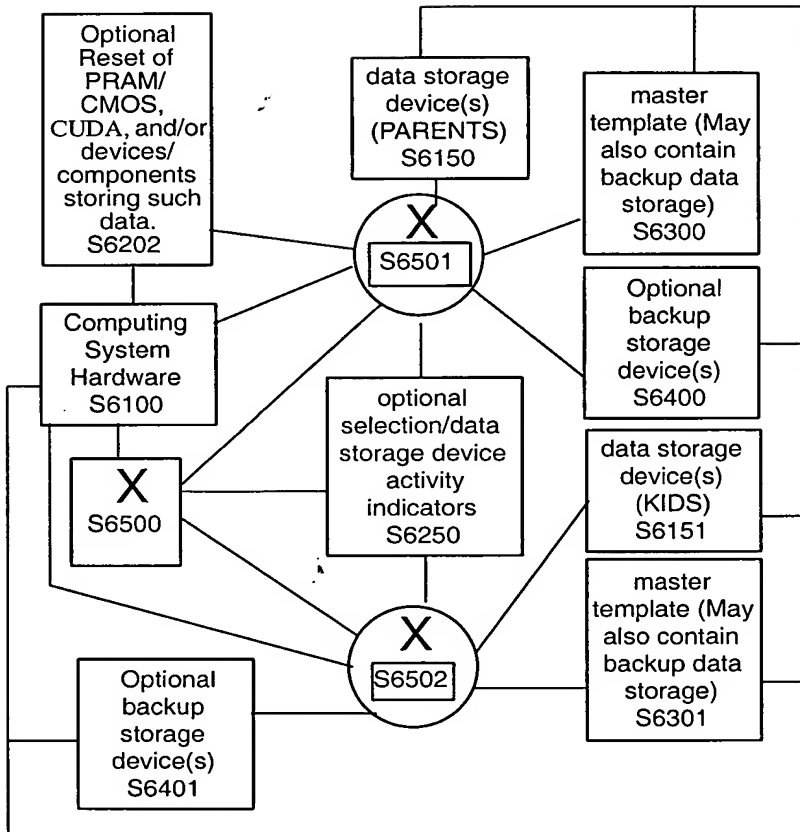 Optional
Reset of
PRAM/
CMOS,
CUDA, and/or
devices/
components
storing such
data.
S6202
data storage
device(s)
(PARENTS)
S6150
master
template (May
also contain
backup data
storage)
S6300
X
S6501
Computing
System
Hardware
S6100
Optional
backup
storage
device(s)
S6400
optional
selection/data
storage device
activity
indicators
S6250
X
S6500
data storage
device(s)
(KIDS)
S6151
master
template (May
also contain
backup data
storage)
S6301
X
S6502
Optional
backup
storage
device(s)
S6401